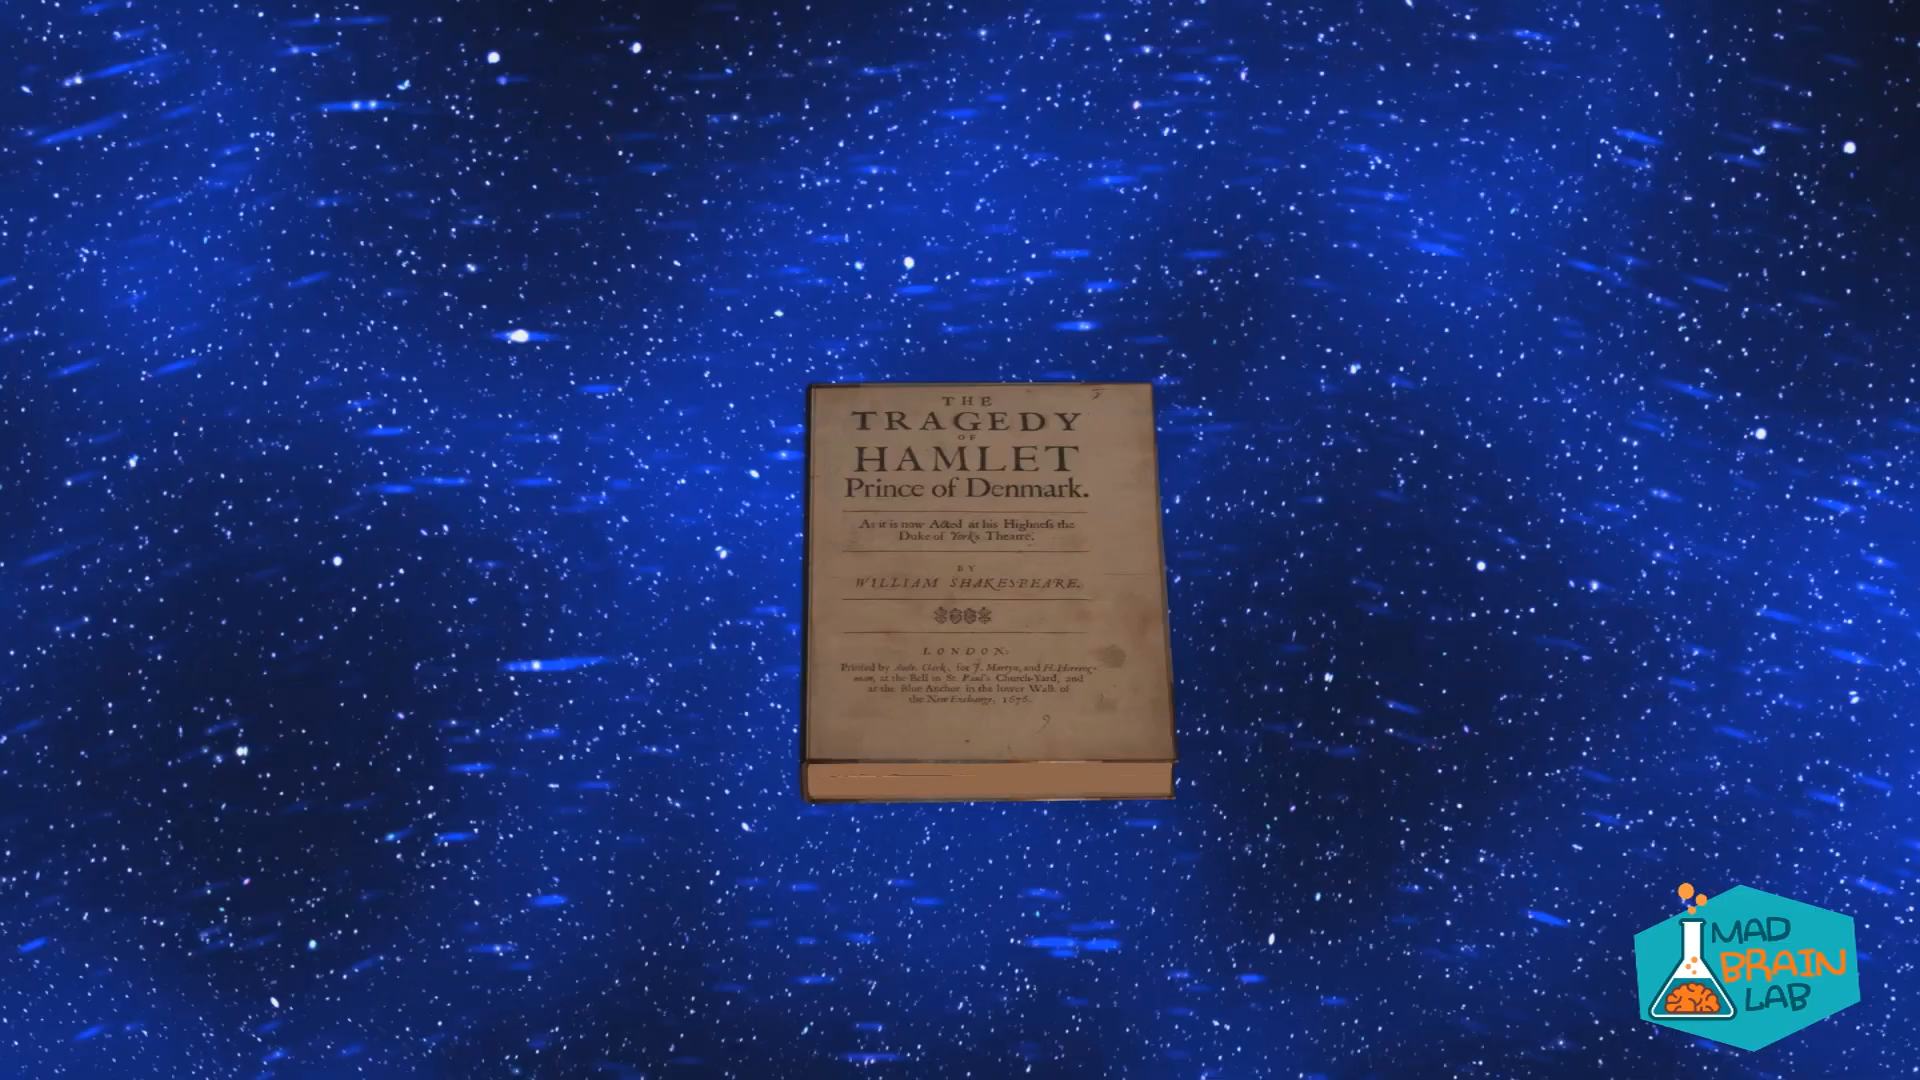 THE
TRAGEDY
OF
HAMLET
Prince of Denmark.
As it is now Acted at his Highneſs the
Duke of York's Theatre.
BY
WILLIAM SHAKESPEARE.
LONDON:
Printed by Andr. Clark, for J. Martyn, and H. Herring-
man, at the Bell in St. Paul's Church-Yard, and
at the Blue Anchor in the lower Walk of
the New Exchange, 1676.
MAD
BRAIN
LAB